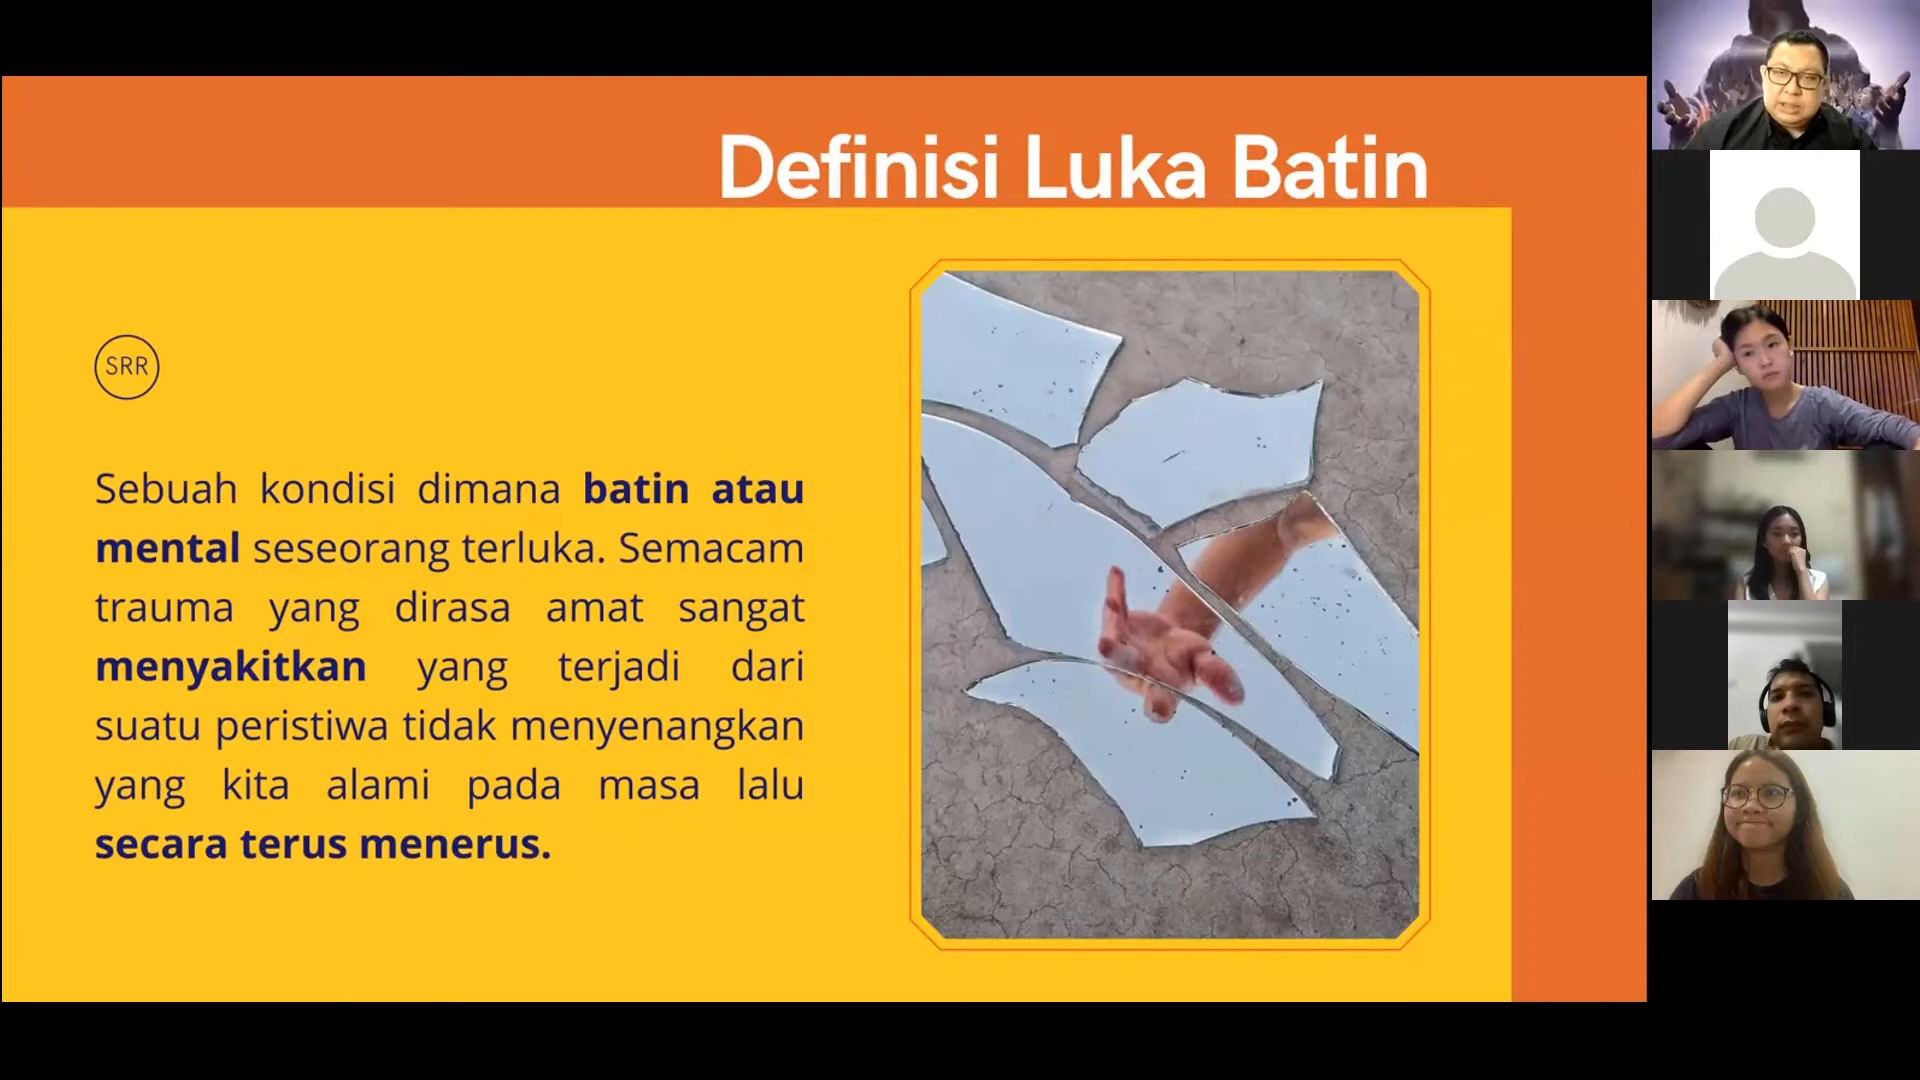 Definisi Luka Batin
SRR
Sebuah kondisi dimana batin atau
mental seseorang terluka. Semacam
trauma yang dirasa amat sangat
menyakitkan yang terjadi dari
suatu peristiwa tidak menyenangkan
yang kita alami pada masa lalu
secara terus menerus.